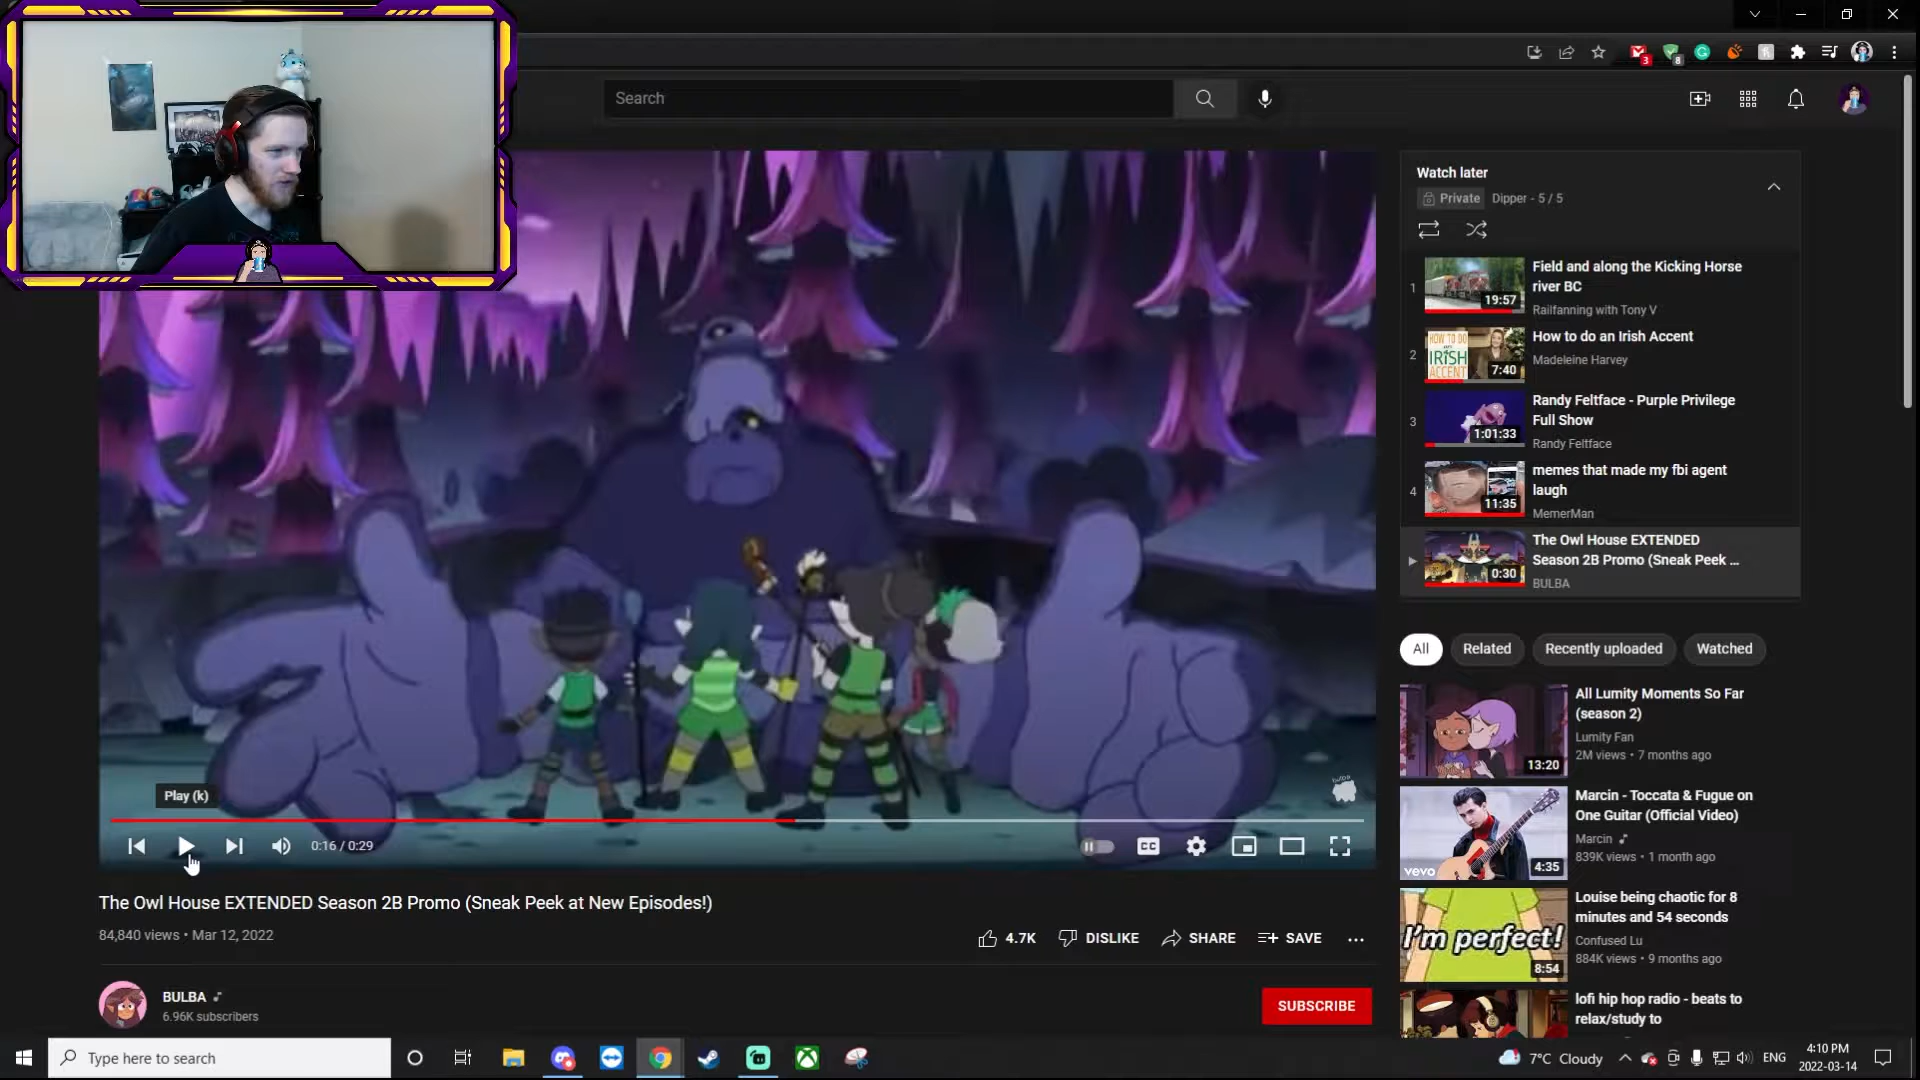 Search
3
8
Watch later
Private Dipper - 5 / 5
1
Field and along the Kicking Horse
river BC
Railfanning with Tony V
19:57
2
How to do an Irish Accent
Madeleine Harvey
HOW TO DO
IRISH
ACCENT
7:40
3
Randy Feltface - Purple Privilege
Full Show
Randy Feltface
1:01:33
4
memes that made my fbi agent
laugh
MemerMan
11:35
The Owl House EXTENDED
Season 2B Promo (Sneak Peek ...
BULBA
0:30
All Related Recently uploaded Watched
All Lumity Moments So Far
(season 2)
Lumity Fan
2M views • 7 months ago
13:20
Marcin - Toccata & Fugue on
One Guitar (Official Video)
Marcin
839K views • 1 month ago
vevo
4:35
Louise being chaotic for 8
minutes and 54 seconds
Confused Lu
884K views • 9 months ago
I'm perfect!
8:54
lofi hip hop radio - beats to
relax/study to
bulba
Play (k)
0:16 / 0:29
CC
The Owl House EXTENDED Season 2B Promo (Sneak Peek at New Episodes!)
84,840 views • Mar 12, 2022
4.7K DISLIKE SHARE SAVE ...
BULBA
6.96K subscribers
SUBSCRIBE
Type here to search
7°C Cloudy
ENG
4:10 PM
2022-03-14